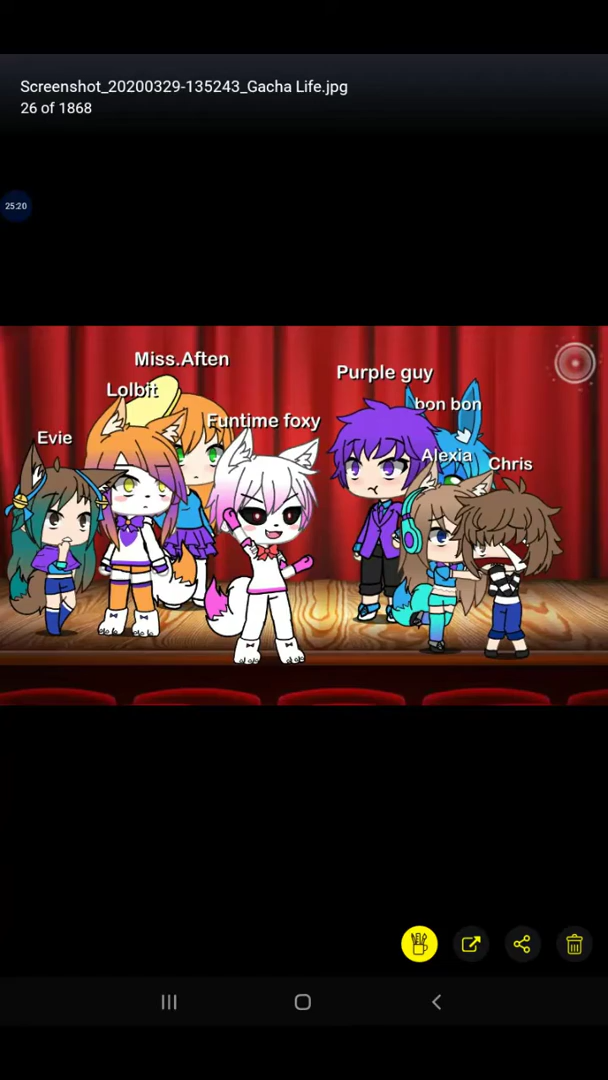 Screenshot_20200329-135243_Gacha Life.jpg
26 of 1868
25:20
Miss.Aften
Purple guy
Lolbit
bon bon
Funtime foxy
Evie
Alexia
Chris